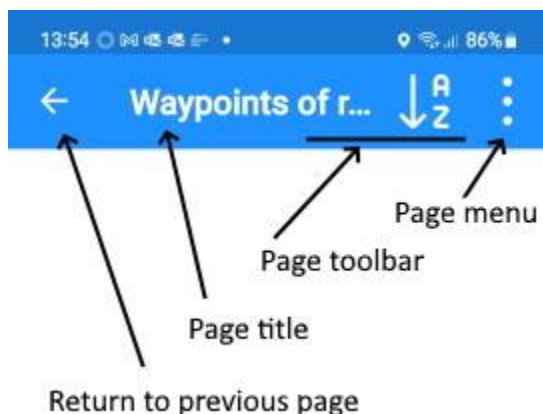 13:54 86%
Waypoints of r... A
Z
Page menu
Page toolbar
Page title
Return to previous page